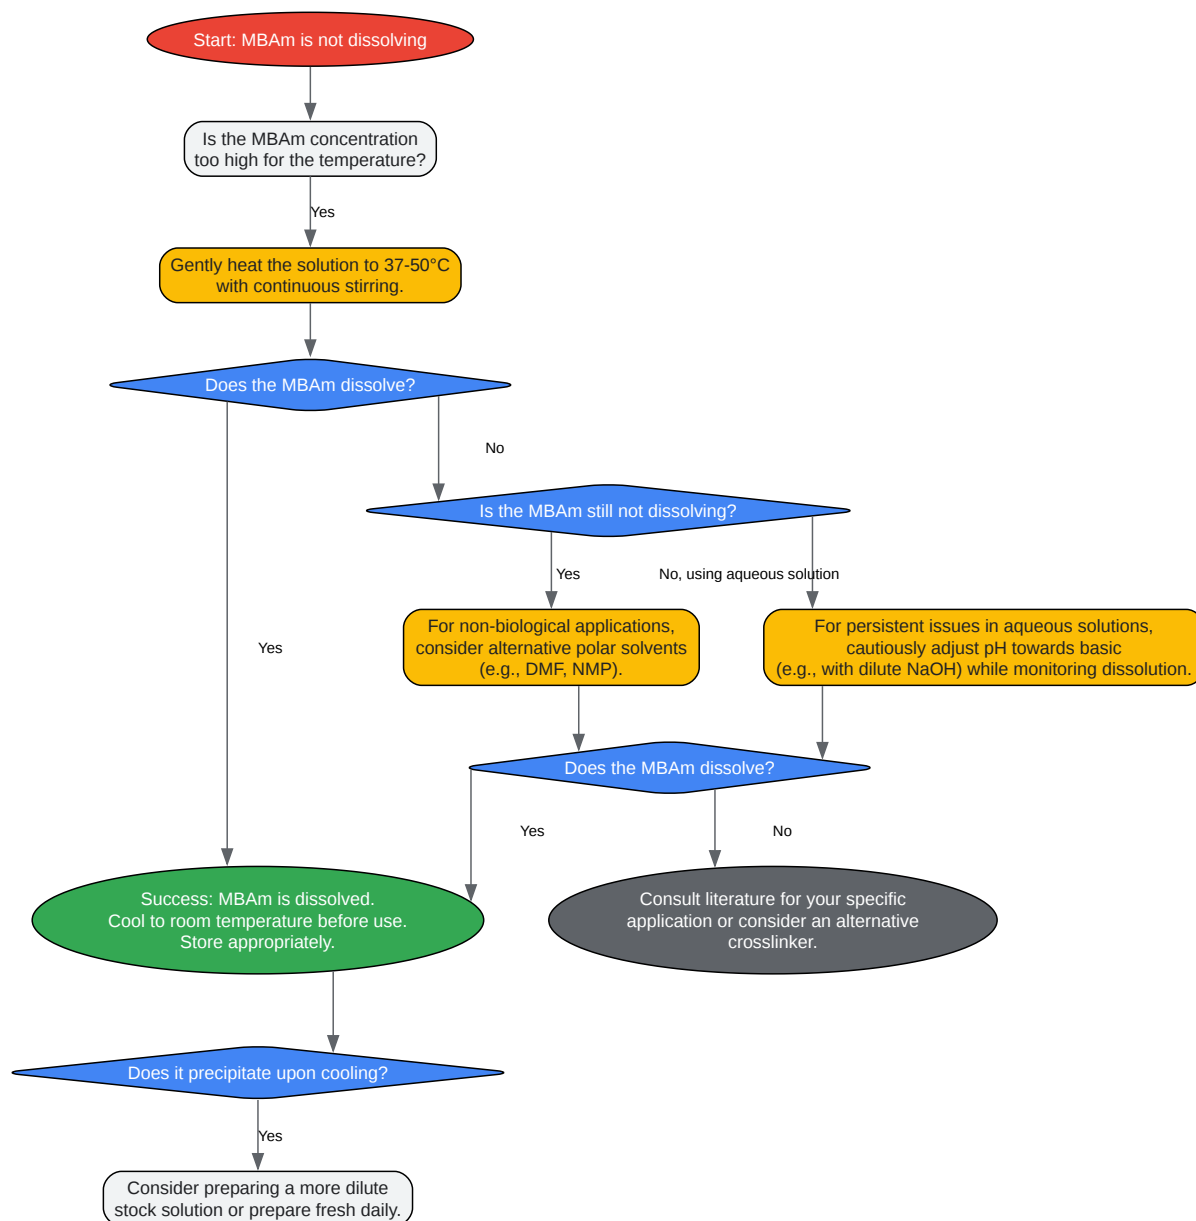 Start: MBAm is not dissolving
Is the MBAm concentration
too high for the temperature?
Yes
Gently heat the solution to 37-50°C
with continuous stirring.
Does the MBAm dissolve?
No
Is the MBAm still not dissolving?
Yes
No, using aqueous solution
For non-biological applications,
consider alternative polar solvents
(e.g., DMF, NMP).
For persistent issues in aqueous solutions,
cautiously adjust pH towards basic
(e.g., with dilute NaOH) while monitoring dissolution.
Yes
Does the MBAm dissolve?
Yes
No
Success: MBAm is dissolved.
Cool to room temperature before use.
Store appropriately.
Consult literature for your specific
application or consider an alternative
crosslinker.
Does it precipitate upon cooling?
Yes
Consider preparing a more dilute
stock solution or prepare fresh daily.